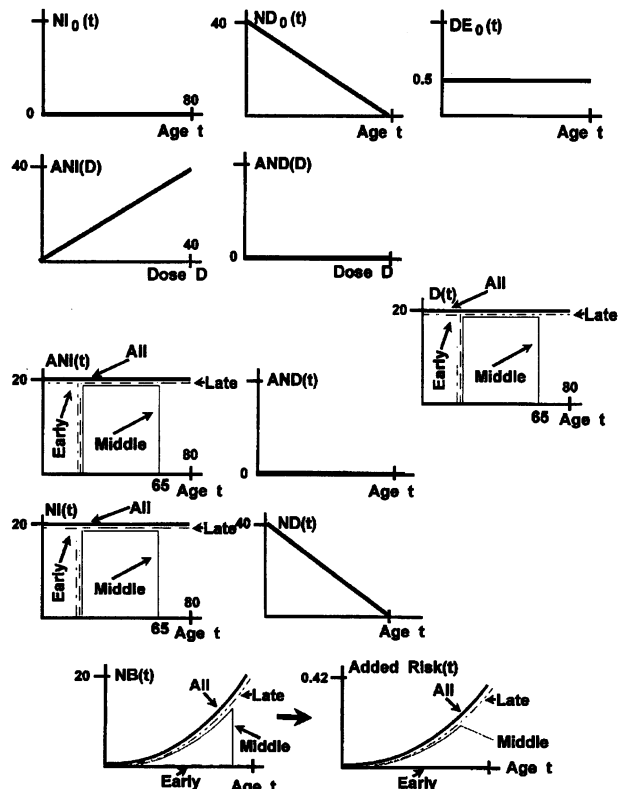 NI₀(t)
0
80
Age t
40
ND₀(t)
Age t
DE₀(t)
0.5
Age t
40
ANI(D)
40
Dose D
AND(D)
0
Dose D
D(t)
All
20
Late
Early
Middle
80
65 Age t
ANI(t)
All
20
Late
Early
Middle
80
65 Age t
AND(t)
0
Age t
NI(t)
All
20
Late
Early
Middle
80
65 Age t
40
ND(t)
Age t
20
NB(t)
All
Late
Middle
Early
Age t
Added Risk(t)
0.42
All
Late
Middle
Early
Age t